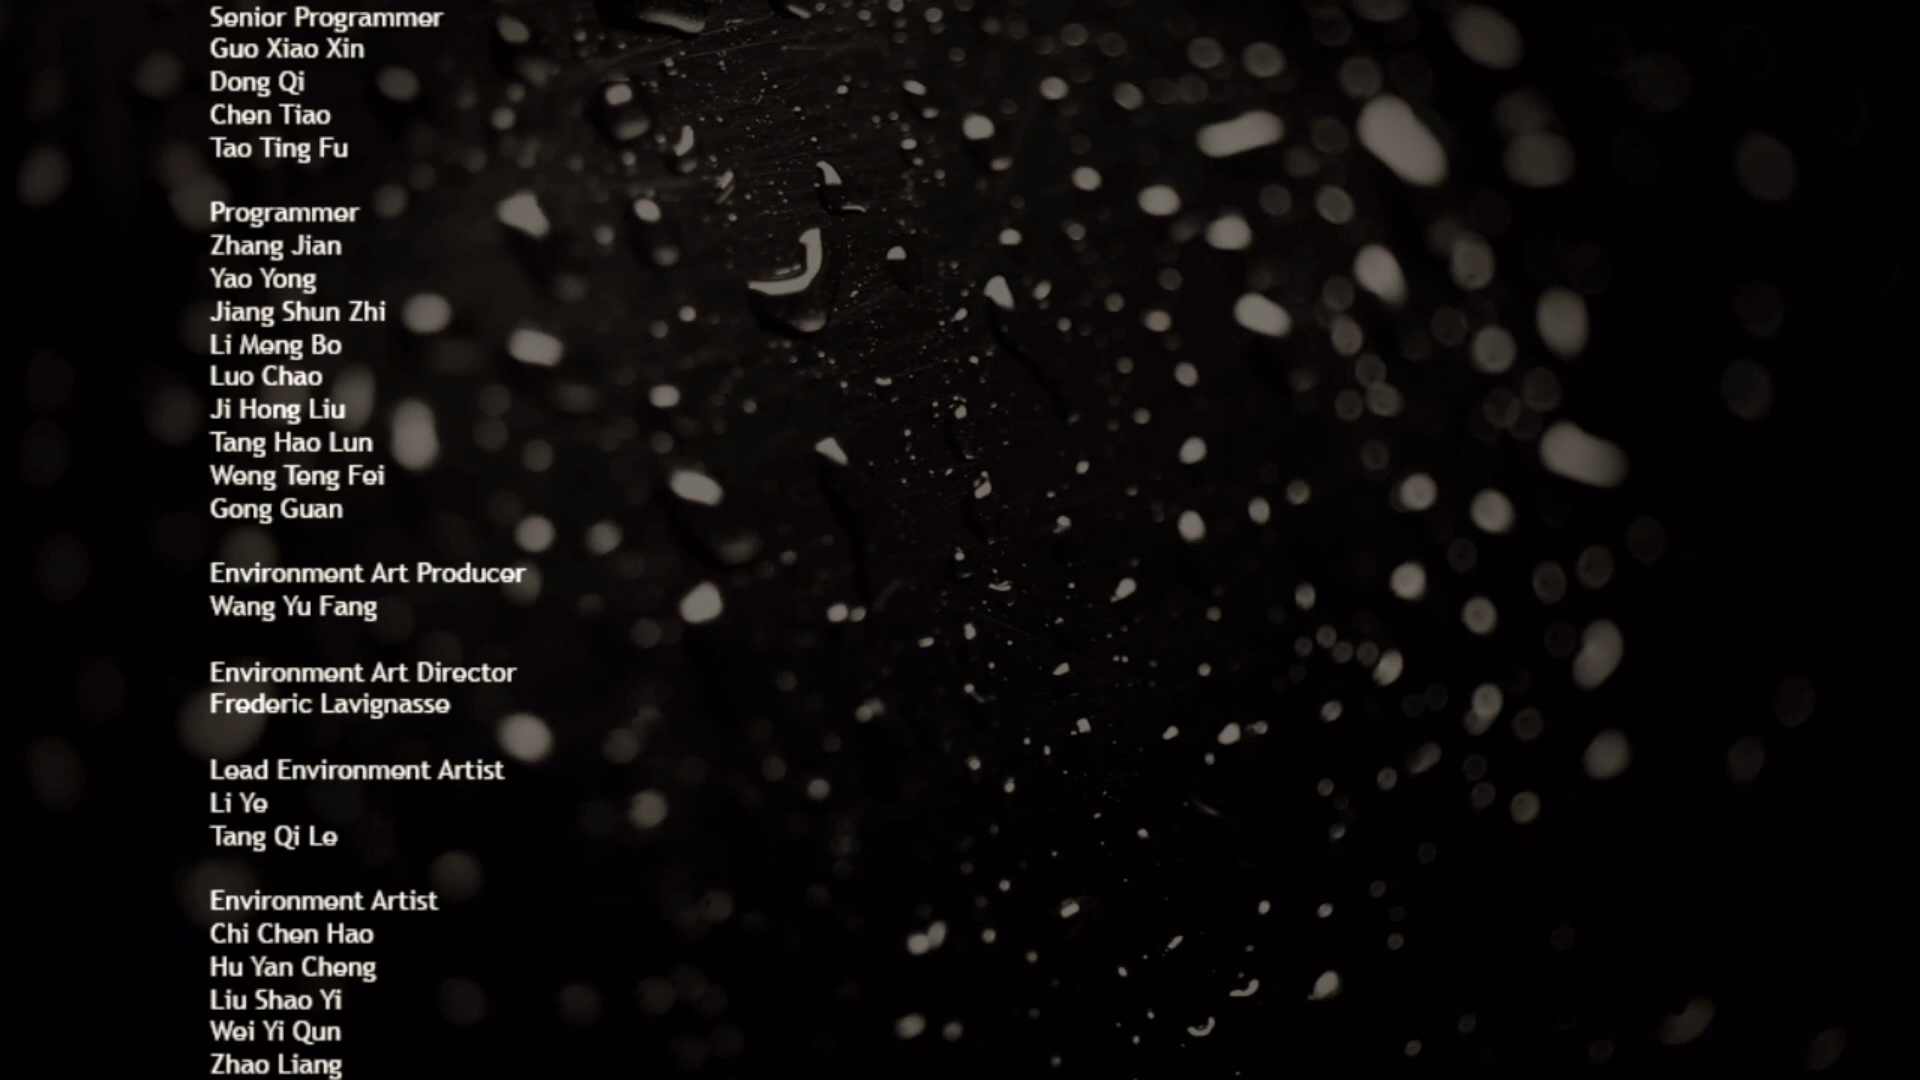 Senior Programmer
Guo Xiao Xin
Dong Qi
Chen Tiao
Tao Ting Fu
Programmer
Zhang Jian
Yao Yong
Jiang Shun Zhi
Li Meng Bo
Luo Chao
Ji Hong Liu
Tang Hao Lun
Weng Teng Fei
Gong Guan
Environment Art Producer
Wang Yu Fang
Environment Art Director
Frederic Lavignasse
Lead Environment Artist
Li Ye
Tang Qi Le
Environment Artist
Chi Chen Hao
Hu Yan Cheng
Liu Shao Yi
Wei Yi Qun
Zhao Liang